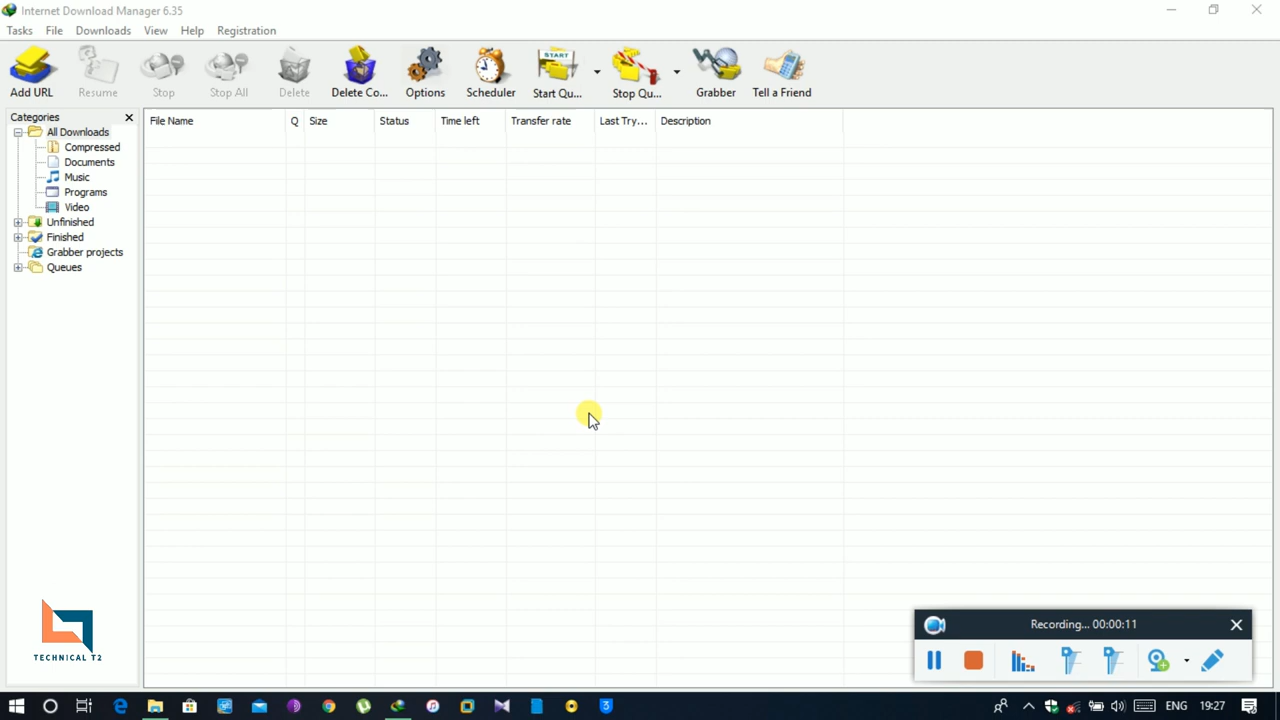 Internet Download Manager 6.35
Tasks File Downloads View Help Registration
Add URL Resume Stop Stop All Delete Delete Co... Options Scheduler START Start Qu... Stop Qu... Grabber Tell a Friend
Categories
File Name Q Size Status Time left Transfer rate Last Try... Description
All Downloads
Compressed
Documents
Music
Programs
Video
Unfinished
Finished
Grabber projects
Queues
TECHNICAL T2
Recording... 00:00:11
ENG 19:27